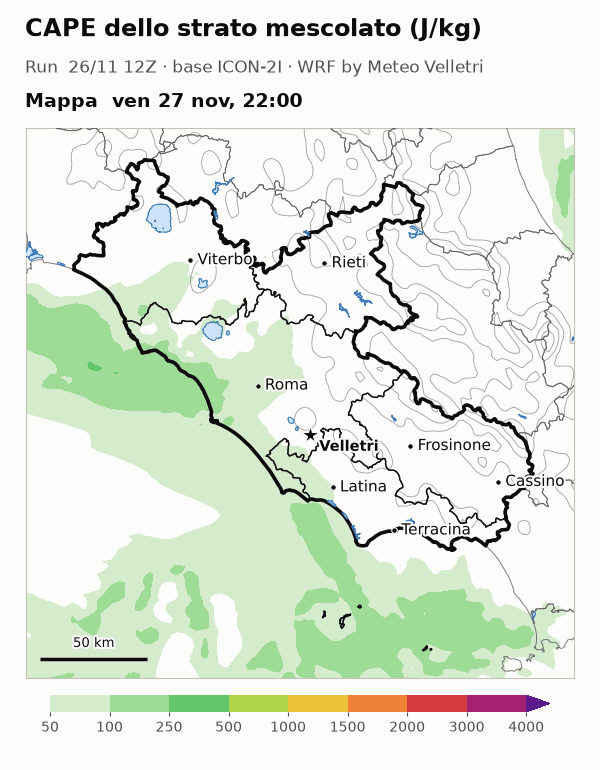 CAPE dello strato mescolato (J/kg)
Run  26/11 12Z · base ICON-2I · WRF by Meteo Velletri
Mappa  ven 27 nov, 22:00
Viterbo
Rieti
Roma
Velletri
Frosinone
Cassino
Latina
Terracina
50 km
50 100 250 500 1000 1500 2000 3000 4000